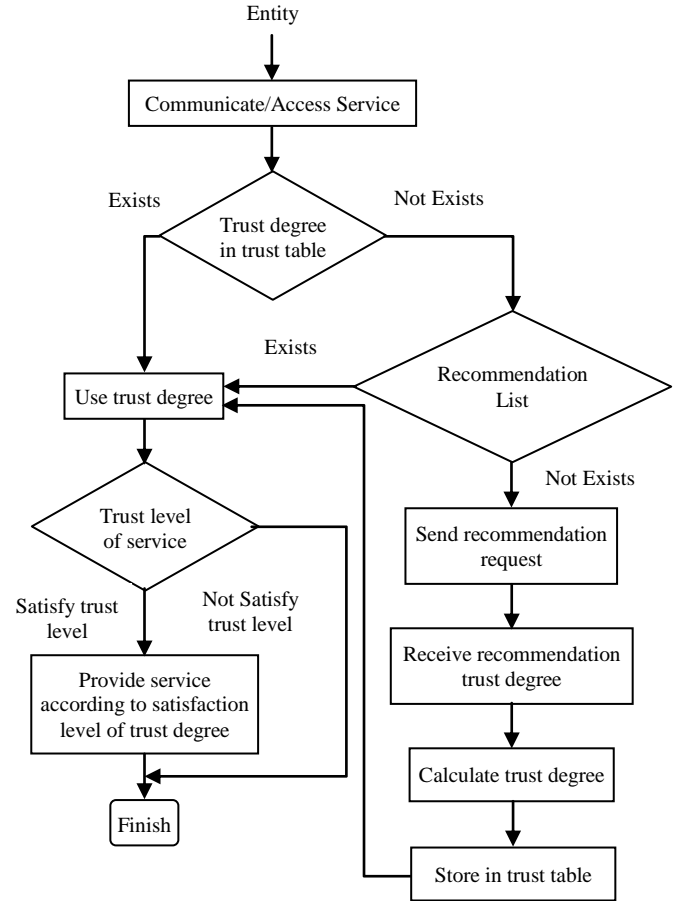 Entity
Communicate/Access Service
Exists
Not Exists
Trust degree
in trust table
Exists
Recommendation
List
Use trust degree
Not Exists
Trust level
of service
Send recommendation
request
Satisfy trust
level
Not Satisfy
trust level
Receive recommendation
trust degree
Provide service
according to satisfaction
level of trust degree
Calculate trust degree
Finish
Store in trust table